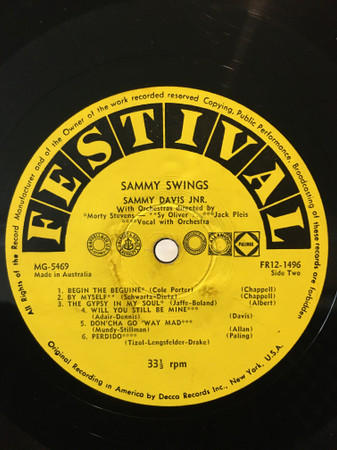 All Rights of the Record Manufacturer and of the Owner of the work recorded reserved Copying, Public Performance, Broadcasting of these records are forbidden
FESTIVAL
SAMMY SWINGS
SAMMY DAVIS JNR.
With Orchestras directed by
*Morty Stevens — **Sy Oliver ***Jack Pleis
****Vocal with Orchestra
PALINGS
MG-5469
Made in Australia
FR12-1496
Side Two
1. BEGIN THE BEGUINE* (Cole Porter) (Chappell)
2. BY MYSELF** (Schwartz-Dietz) (Chappell)
3. THE GYPSY IN MY SOUL* (Jaffe-Boland) (Albert)
4. WILL YOU STILL BE MINE***
(Adair-Dennis) (Davis)
5. DON'CHA GO 'WAY MAD***
(Mundy-Stillman) (Allan)
6. PERDIDO**** (Paling)
(Tizol-Lengsfelder-Drake)
33⅓ rpm
Original Recording in America by Decca Records Inc., New York, U.S.A.